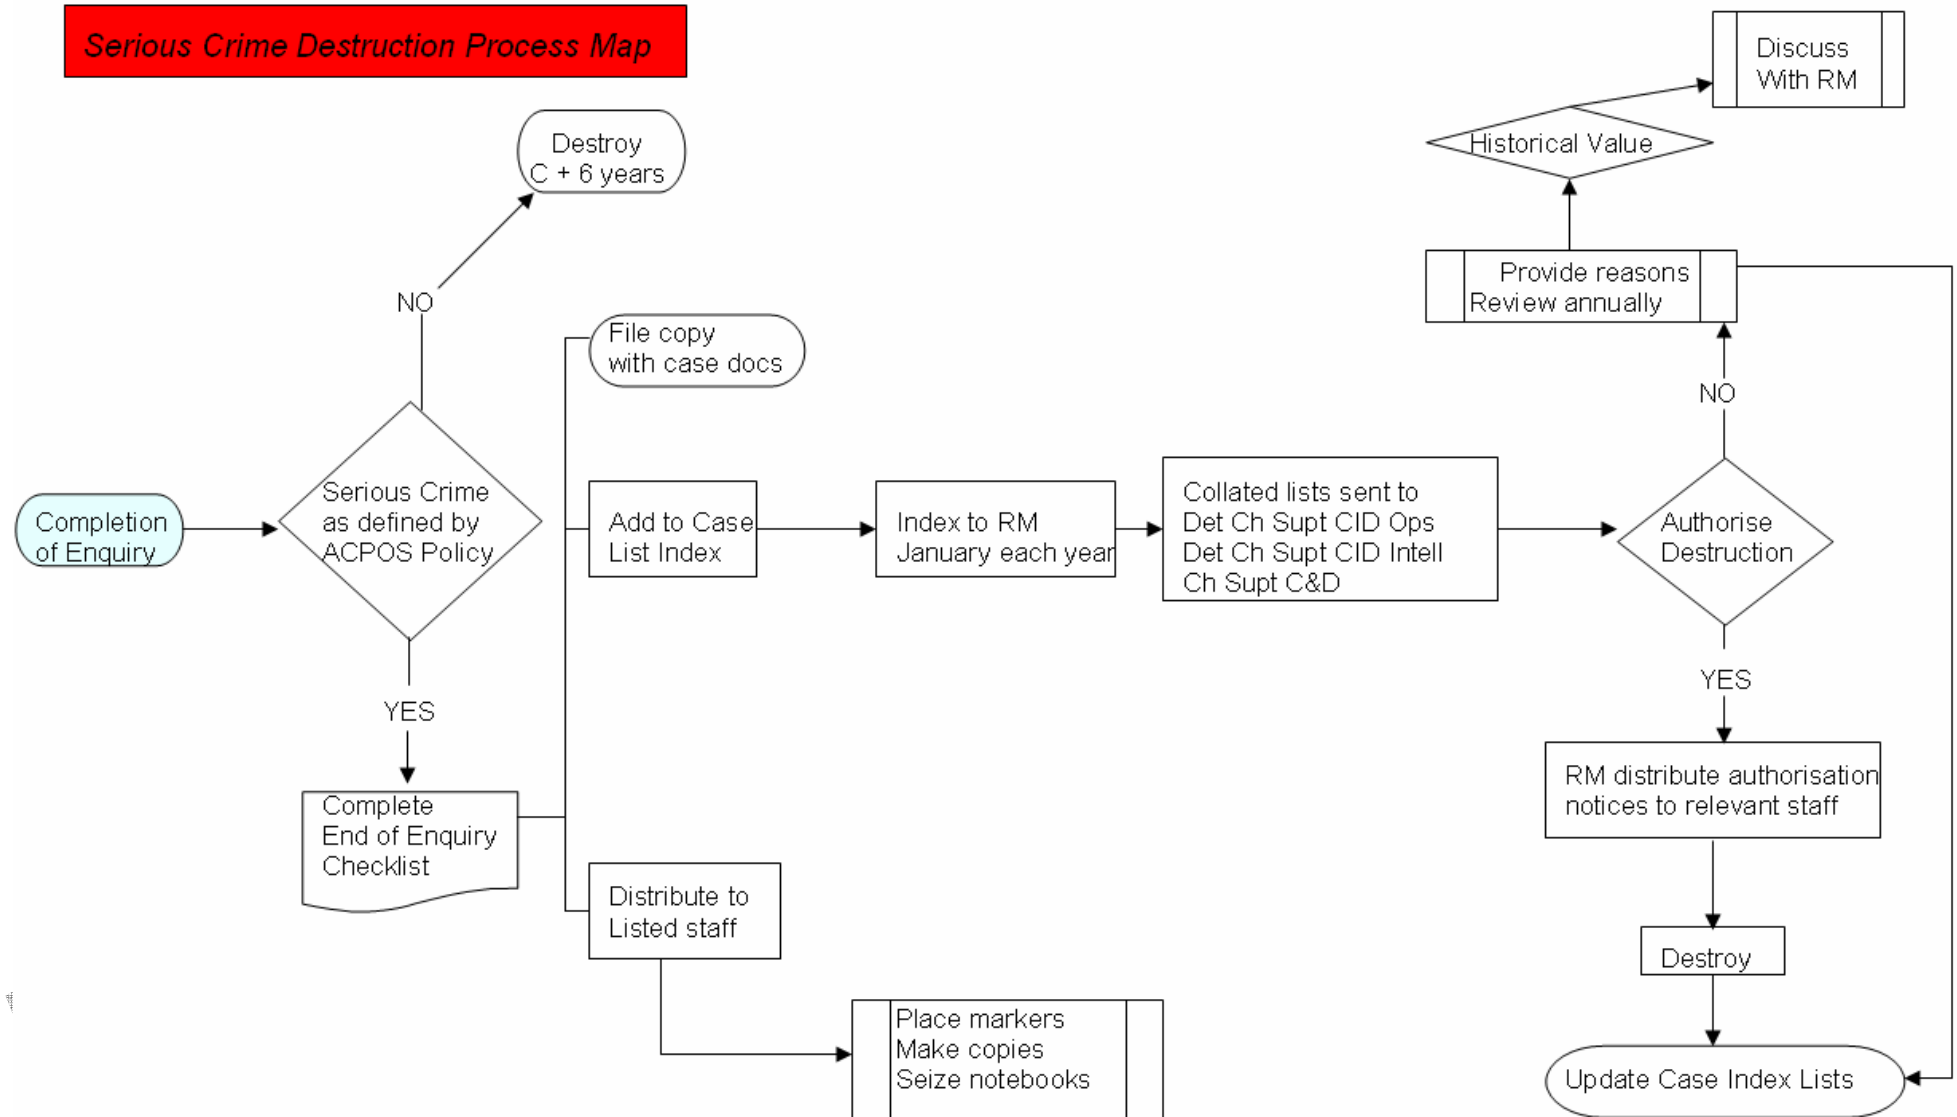 Serious Crime Destruction Process Map
Discuss
With RM
Destroy
C + 6 years
Historical Value
Provide reasons
Review annually
NO
File copy
with case docs
NO
Serious Crime
as defined by
ACPOS Policy
Completion
of Enquiry
Add to Case
List Index
Index to RM
January each year
Collated lists sent to
Det Ch Supt CID Ops
Det Ch Supt CID Intell
Ch Supt C&D
Authorise
Destruction
YES
YES
Complete
End of Enquiry
Checklist
RM distribute authorisation
notices to relevant staff
Distribute to
Listed staff
Destroy
Place markers
Make copies
Seize notebooks
Update Case Index Lists